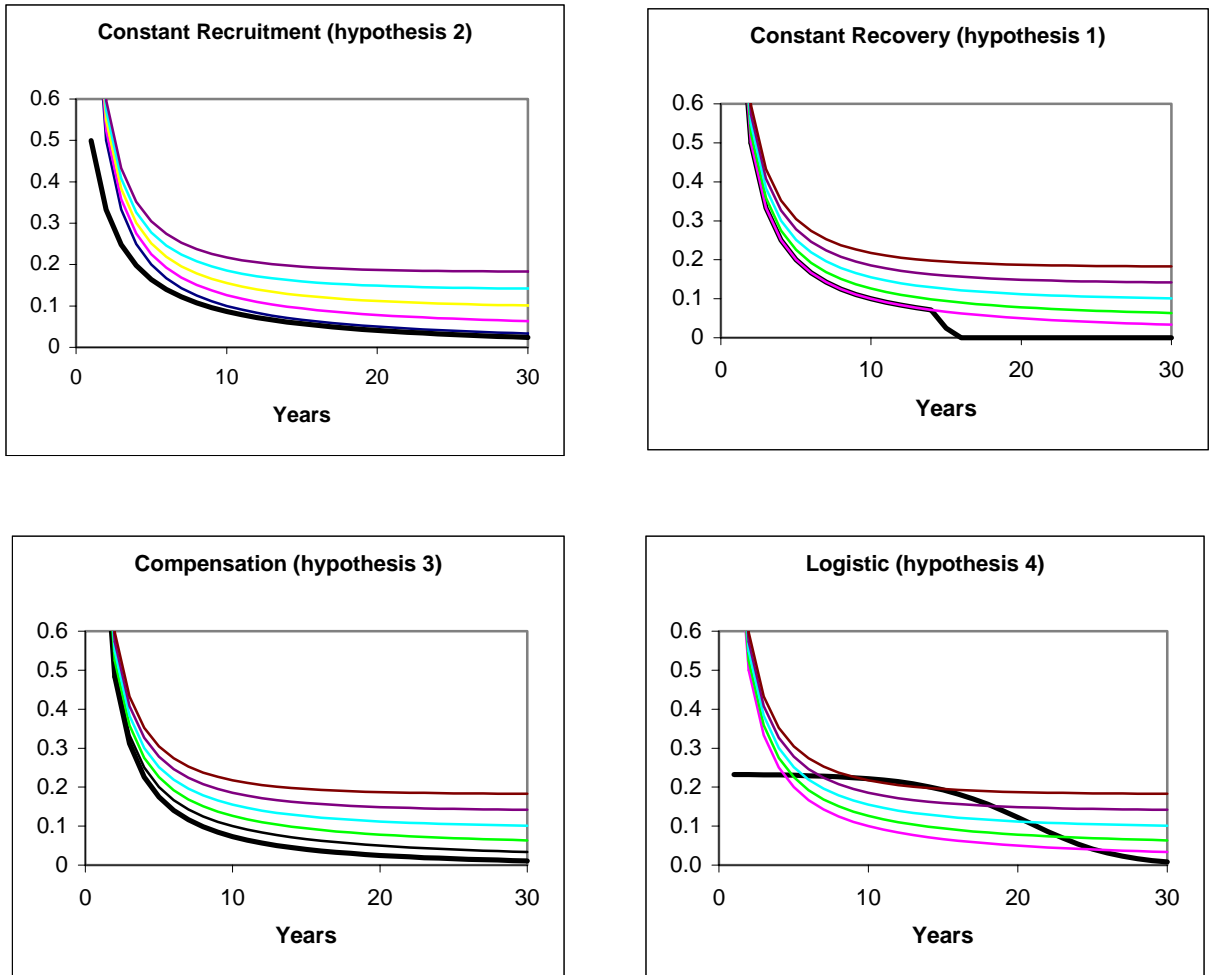 Constant Recruitment (hypothesis 2)
0.6
0.5
0.4
0.3
0.2
0.1
0
0 10 20 30
Years
Constant Recovery (hypothesis 1)
0.6
0.5
0.4
0.3
0.2
0.1
0
0 10 20 30
Years
Compensation (hypothesis 3)
0.6
0.5
0.4
0.3
0.2
0.1
0
0 10 20 30
Years
Logistic (hypothesis 4)
0.6
0.5
0.4
0.3
0.2
0.1
0.0
0 10 20 30
Years